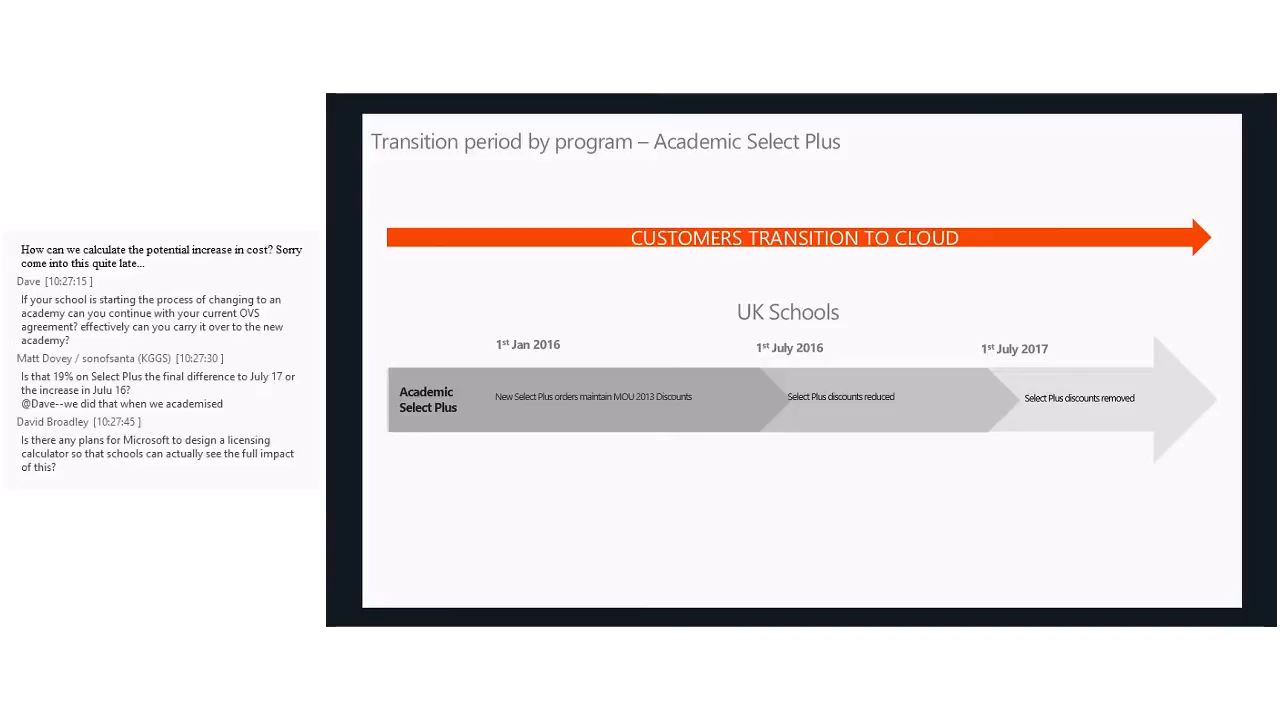 How can we calculate the potential increase in cost? Sorry
come into this quite late...
Dave [10:27:15 ]
If your school is starting the process of changing to an
academy can you continue with your current OVS
agreement? effectively can you carry it over to the new
academy?
Matt Dovey / sonofsanta (KGGS) [10:27:30 ]
Is that 19% on Select Plus the final difference to July 17 or
the increase in Julu 16?
@Dave--we did that when we academised
David Broadley [10:27:45 ]
Is there any plans for Microsoft to design a licensing
calculator so that schools can actually see the full impact
of this?
Transition period by program – Academic Select Plus
CUSTOMERS TRANSITION TO CLOUD
UK Schools
1st Jan 2016
1st July 2016
1st July 2017
Academic
Select Plus
New Select Plus orders maintain MOU 2013 Discounts
Select Plus discounts reduced
Select Plus discounts removed